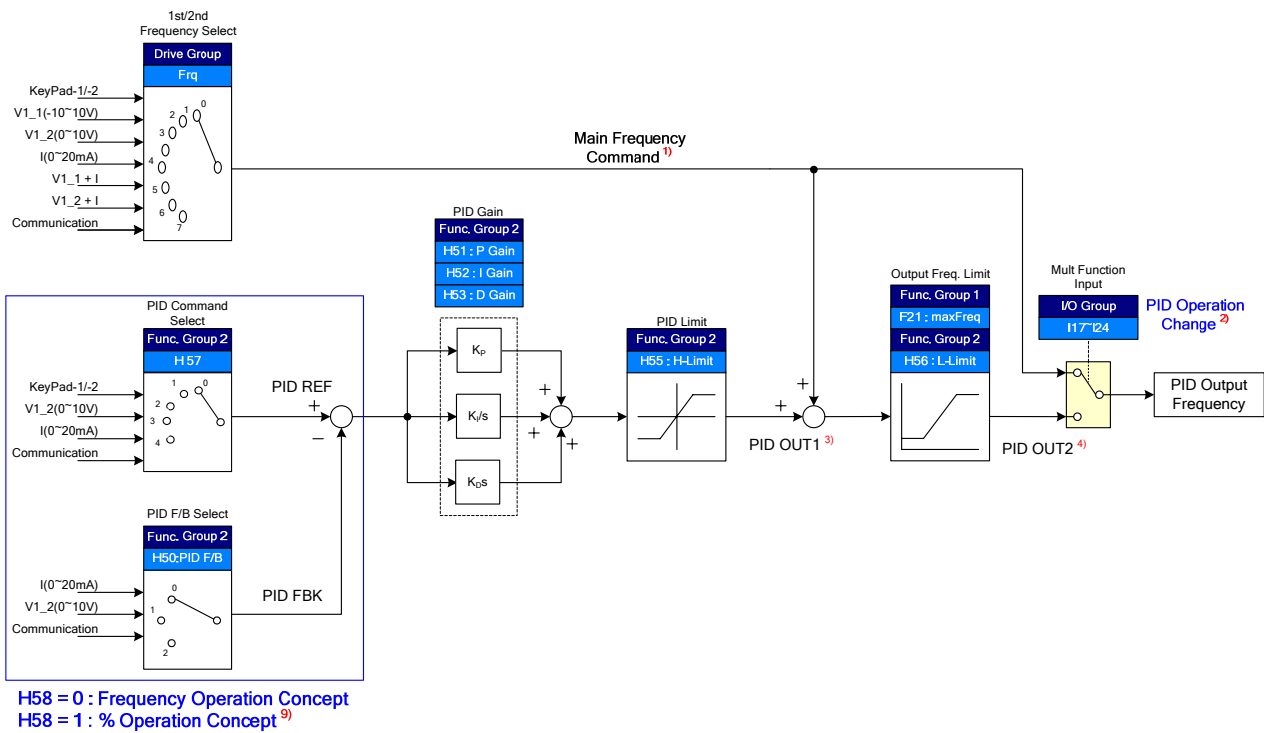 1st/2nd
Frequency Select
Drive Group
Frq
KeyPad-1/-2
V1_1(-10~10V)
V1_2(0~10V)
I(0~20mA)
V1_1 + I
V1_2 + I
Communication
0
1
2
3
4
5
6
7
Main Frequency
Command 1)
PID Gain
Func. Group 2
H51 : P Gain
H52 : I Gain
H53 : D Gain
PID Command
Select
Func. Group 2
H 57
KeyPad-1/-2
V1_2(0~10V)
I(0~20mA)
Communication
0
1
2
3
4
PID REF
+
−
KP
KI/s
KDs
+
+
+
PID Limit
Func. Group 2
H55 : H-Limit
PID OUT1 3)
+
+
Output Freq. Limit
Func. Group 1
F21 : maxFreq
Func. Group 2
H56 : L-Limit
PID OUT2 4)
Mult Function
Input
I/O Group
I17~I24
PID Operation
Change 2)
PID Output
Frequency
PID F/B Select
Func. Group 2
H50:PID F/B
I(0~20mA)
V1_2(0~10V)
Communication
0
1
2
PID FBK
H58 = 0 : Frequency Operation Concept
H58 = 1 : % Operation Concept 9)